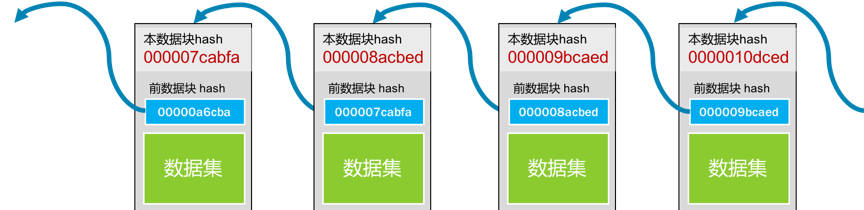 本数据块hash
000007cabfa
前数据块 hash
00000a6cba
数据集
本数据块hash
000008acbed
前数据块 hash
000007cabfa
数据集
本数据块hash
000009bcaed
前数据块 hash
000008acbed
数据集
本数据块hash
0000010dced
前数据块 hash
000009bcaed
数据集